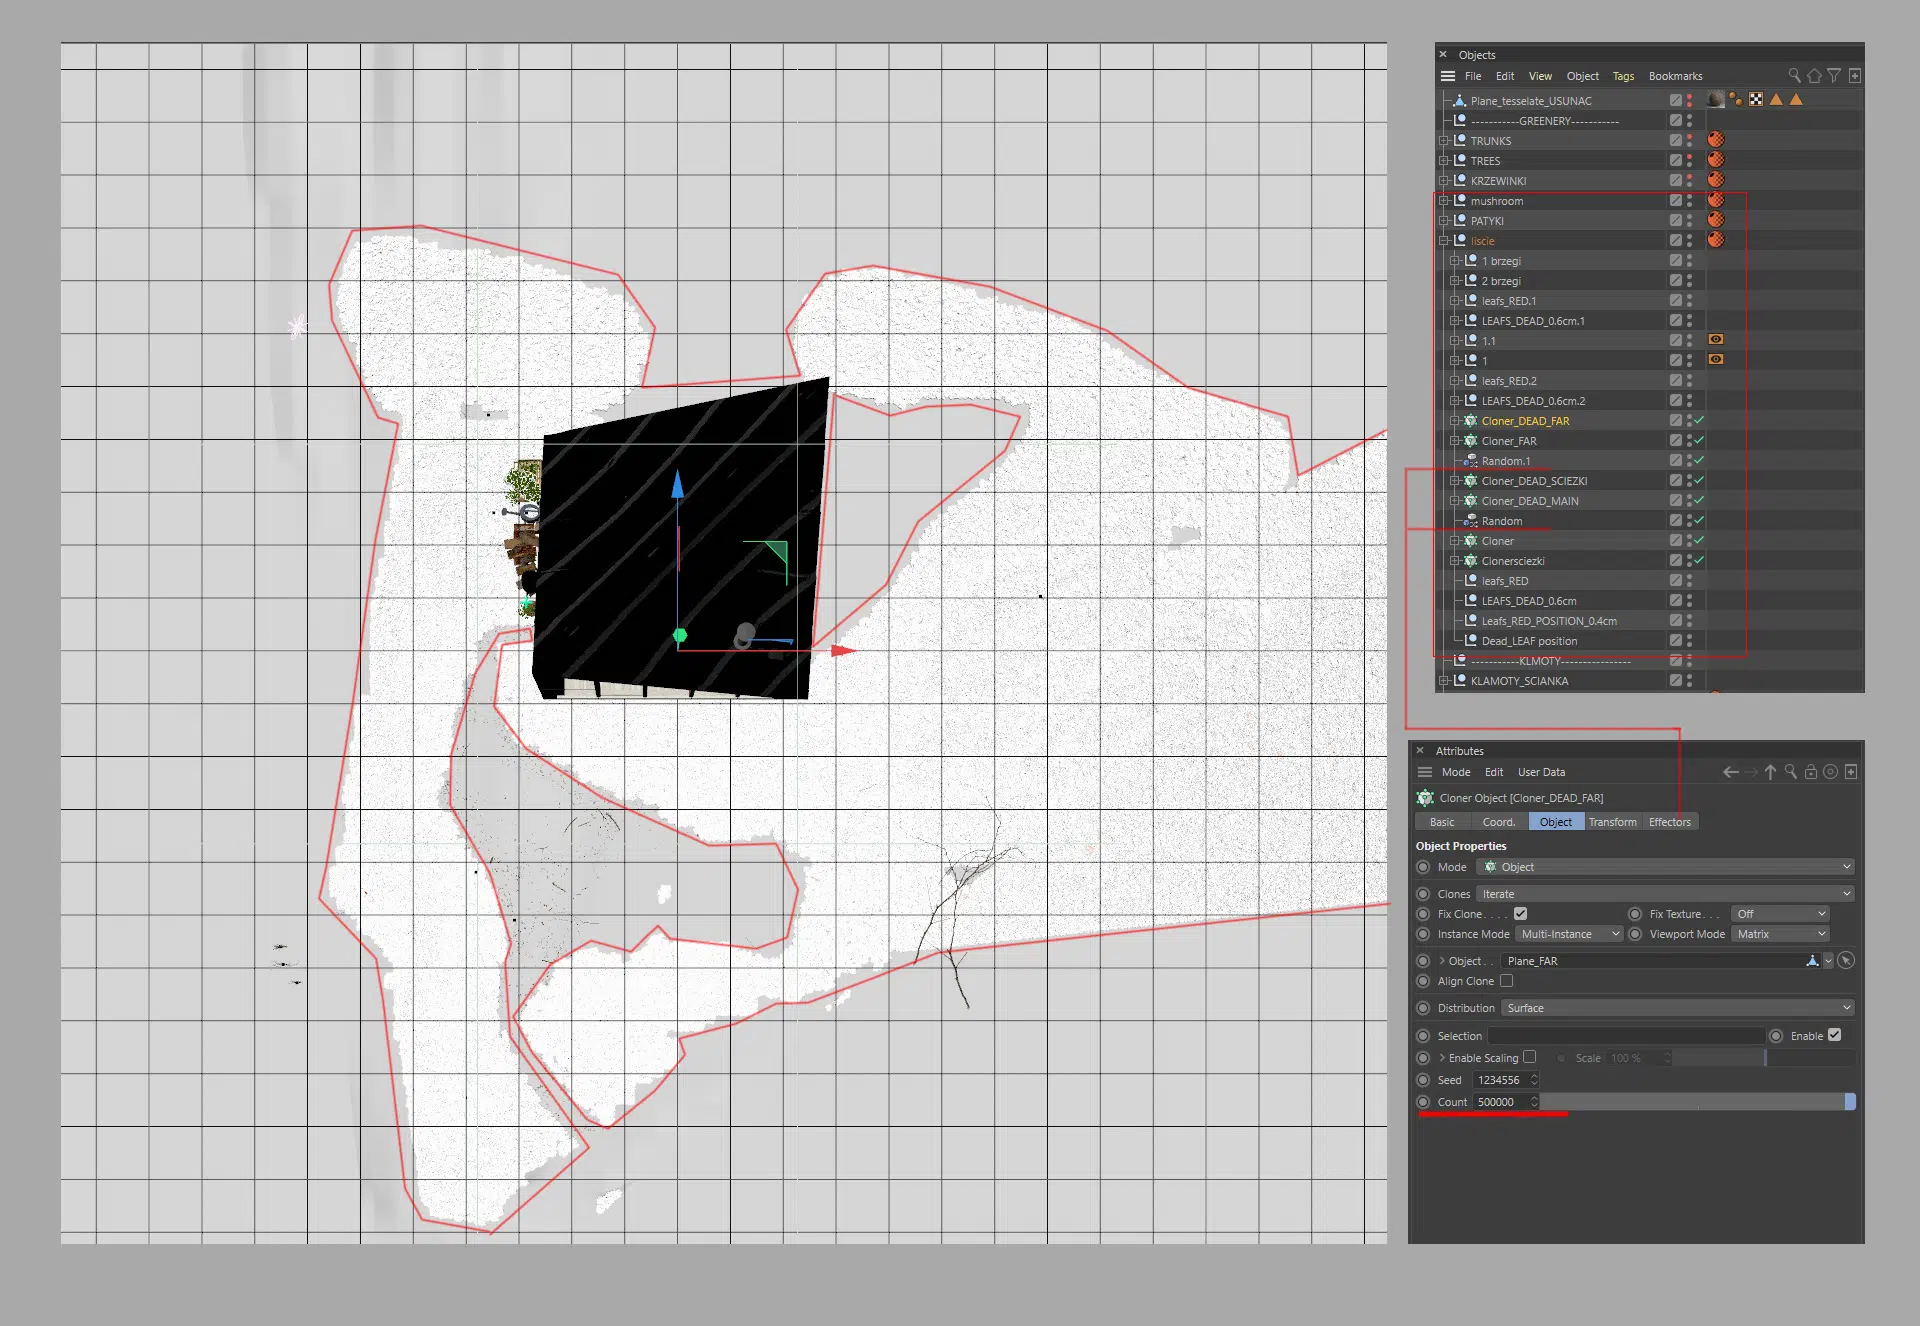 Objects
File Edit View Object Tags Bookmarks
Plane_tesselate_USUNAC
-----------GREENERY-----------
TRUNKS
TREES
KRZEWINKI
mushroom
PATYKI
liscie
1 brzegi
2 brzegi
leafs_RED.1
LEAFS_DEAD_0.6cm.1
1.1
1
leafs_RED.2
LEAFS_DEAD_0.6cm.2
Cloner_DEAD_FAR
Cloner_FAR
Random.1
Cloner_DEAD_SCIEZKI
Cloner_DEAD_MAIN
Random
Cloner
Clonersciezki
leafs_RED
LEAFS_DEAD_0.6cm
Leafs_RED_POSITION_0.4cm
Dead_LEAF position
-----------KLMOTY----------------
KLAMOTY_SCIANKA
Attributes
Mode Edit User Data
Cloner Object [Cloner_DEAD_FAR]
Basic Coord. Object Transform Effectors
Object Properties
Mode Object
Clones Iterate
Fix Clone . . . . Fix Texture . . . Off
Instance Mode Multi-Instance Viewport Mode Matrix
Object . . Plane_FAR
Align Clone
Distribution Surface
Selection Enable
Enable Scaling Scale 100 %
Seed 1234556
Count 500000